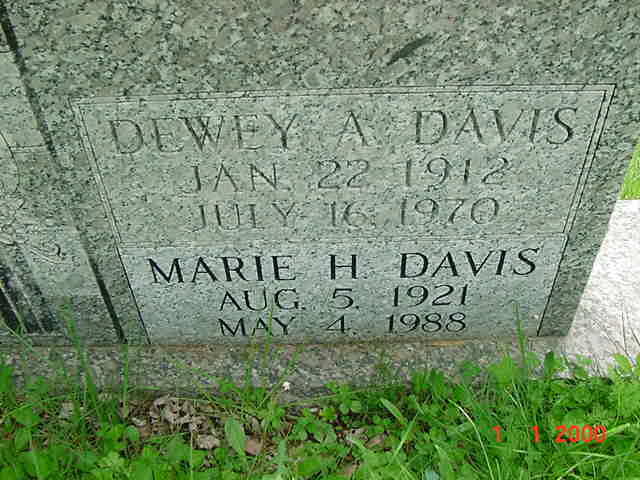 DEWEY A. DAVIS
JAN. 22 1912
JULY 16, 1970
MARIE H. DAVIS
AUG. 5, 1921
MAY 4, 1988
1 1 2000